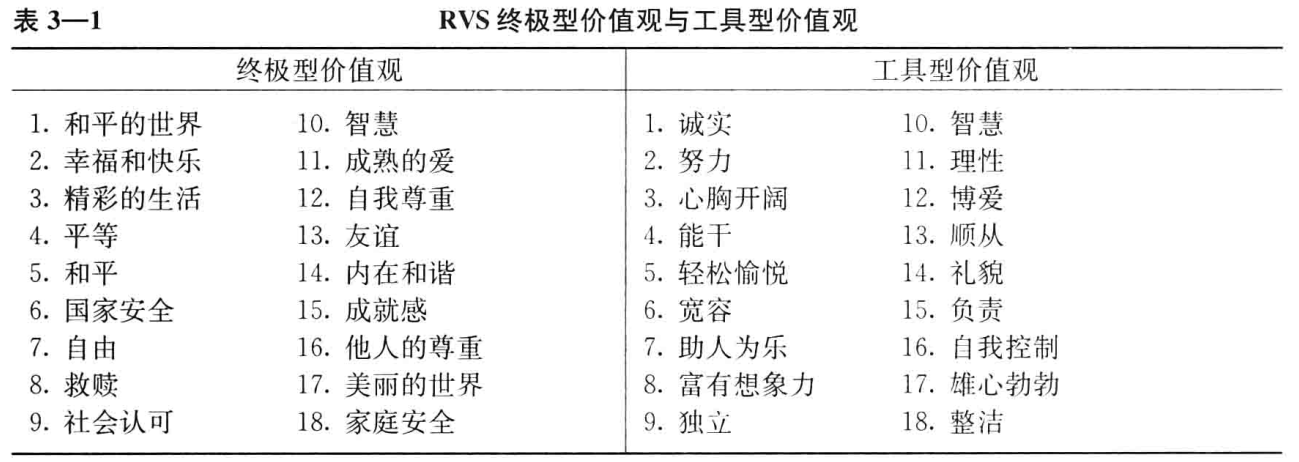 表 3—1 RVS 终极型价值观与工具型价值观
终极型价值观 工具型价值观
1. 和平的世界 10. 智慧 1. 诚实 10. 智慧
2. 幸福和快乐 11. 成熟的爱 2. 努力 11. 理性
3. 精彩的生活 12. 自我尊重 3. 心胸开阔 12. 博爱
4. 平等 13. 友谊 4. 能干 13. 顺从
5. 和平 14. 内在和谐 5. 轻松愉悦 14. 礼貌
6. 国家安全 15. 成就感 6. 宽容 15. 负责
7. 自由 16. 他人的尊重 7. 助人为乐 16. 自我控制
8. 救赎 17. 美丽的世界 8. 富有想象力 17. 雄心勃勃
9. 社会认可 18. 家庭安全 9. 独立 18. 整洁